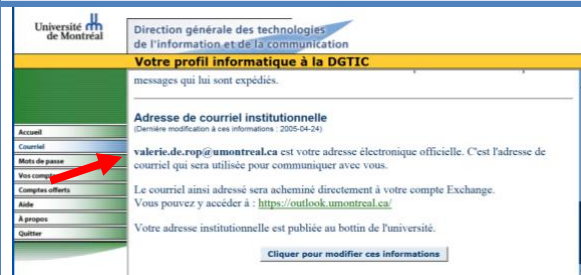 Université
de Montréal
Direction générale des technologies
de l'information et de la communication
Votre profil informatique à la DGTIC
messages qui lui sont expédiés.
Adresse de courriel institutionnelle
(Dernière modification à ces informations : 2005-04-24)
valerie.de.rop@umontreal.ca est votre adresse électronique officielle. C'est l'adresse de
courriel qui sera utilisée pour communiquer avec vous.
Le courriel ainsi adressé sera acheminé directement à votre compte Exchange.
Vous pouvez y accéder à : https://outlook.umontreal.ca/
Votre adresse institutionnelle est publiée au bottin de l'université.
Cliquer pour modifier ces informations
Accueil
Courriel
Mots de passe
Vos
Comptes offerts
Aide
À propos
Quitter